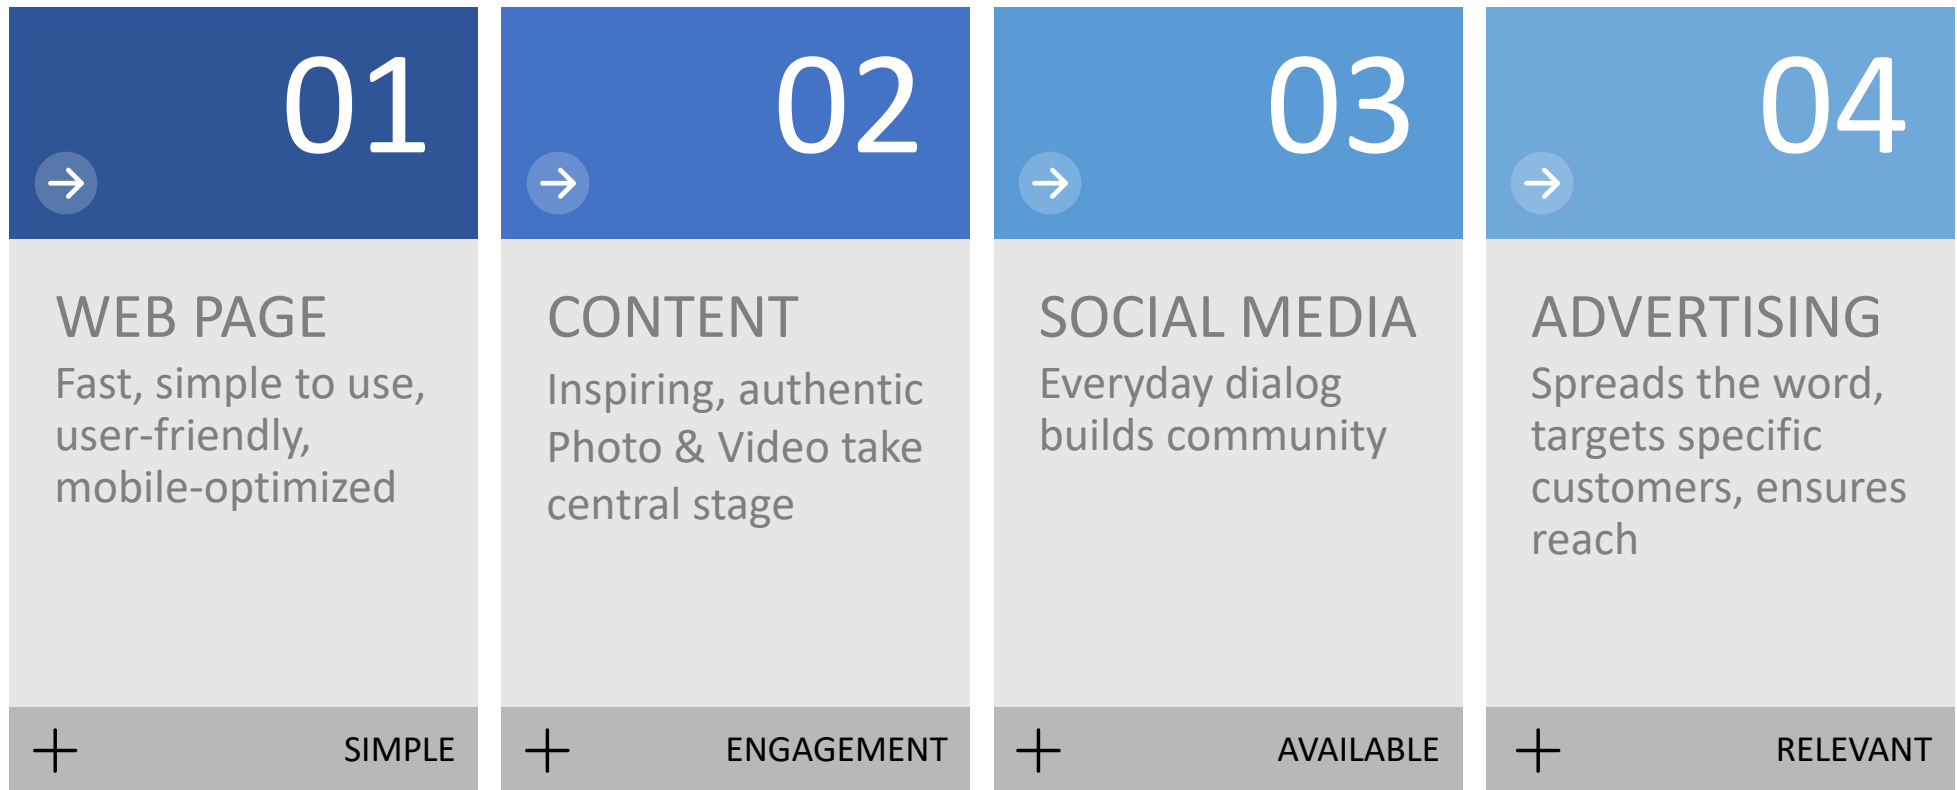 01
WEB PAGE
Fast, simple to use,
user-friendly,
mobile-optimized
SIMPLE
02
CONTENT
Inspiring, authentic
Photo & Video take
central stage
ENGAGEMENT
03
SOCIAL MEDIA
Everyday dialog
builds community
AVAILABLE
04
ADVERTISING
Spreads the word,
targets specific
customers, ensures
reach
RELEVANT